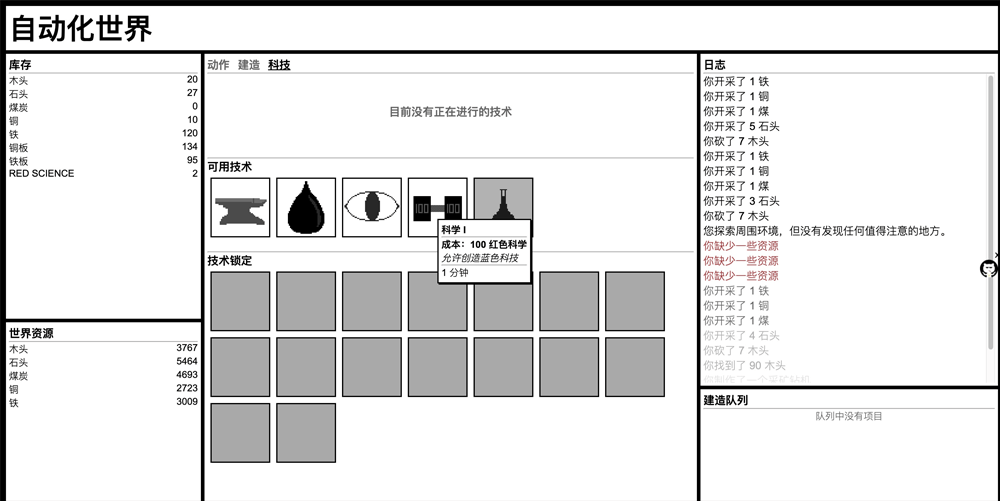 自动化世界
库存
木头 20
石头 27
煤炭 0
铜 10
铁 120
铜板 134
铁板 95
RED SCIENCE 2
世界资源
木头 3767
石头 5464
煤炭 4693
铜 2723
铁 3009
动作 建造 科技
目前没有正在进行的技术
可用技术
100 100
科学 I
成本：100 红色科学
允许创造蓝色科技
1 分钟
技术锁定
日志
你开采了 1 铁
你开采了 1 铜
你开采了 1 煤
你开采了 5 石头
你砍了 7 木头
你开采了 1 铁
你开采了 1 铜
你开采了 1 煤
你开采了 3 石头
你砍了 7 木头
您探索周围环境，但没有发现任何值得注意的地方。
你缺少一些资源
你缺少一些资源
你缺少一些资源
你开采了 1 铁
你开采了 1 铜
你开采了 1 煤
你开采了 4 石头
你砍了 7 木头
你找到了 90 木头
建造队列
队列中没有项目